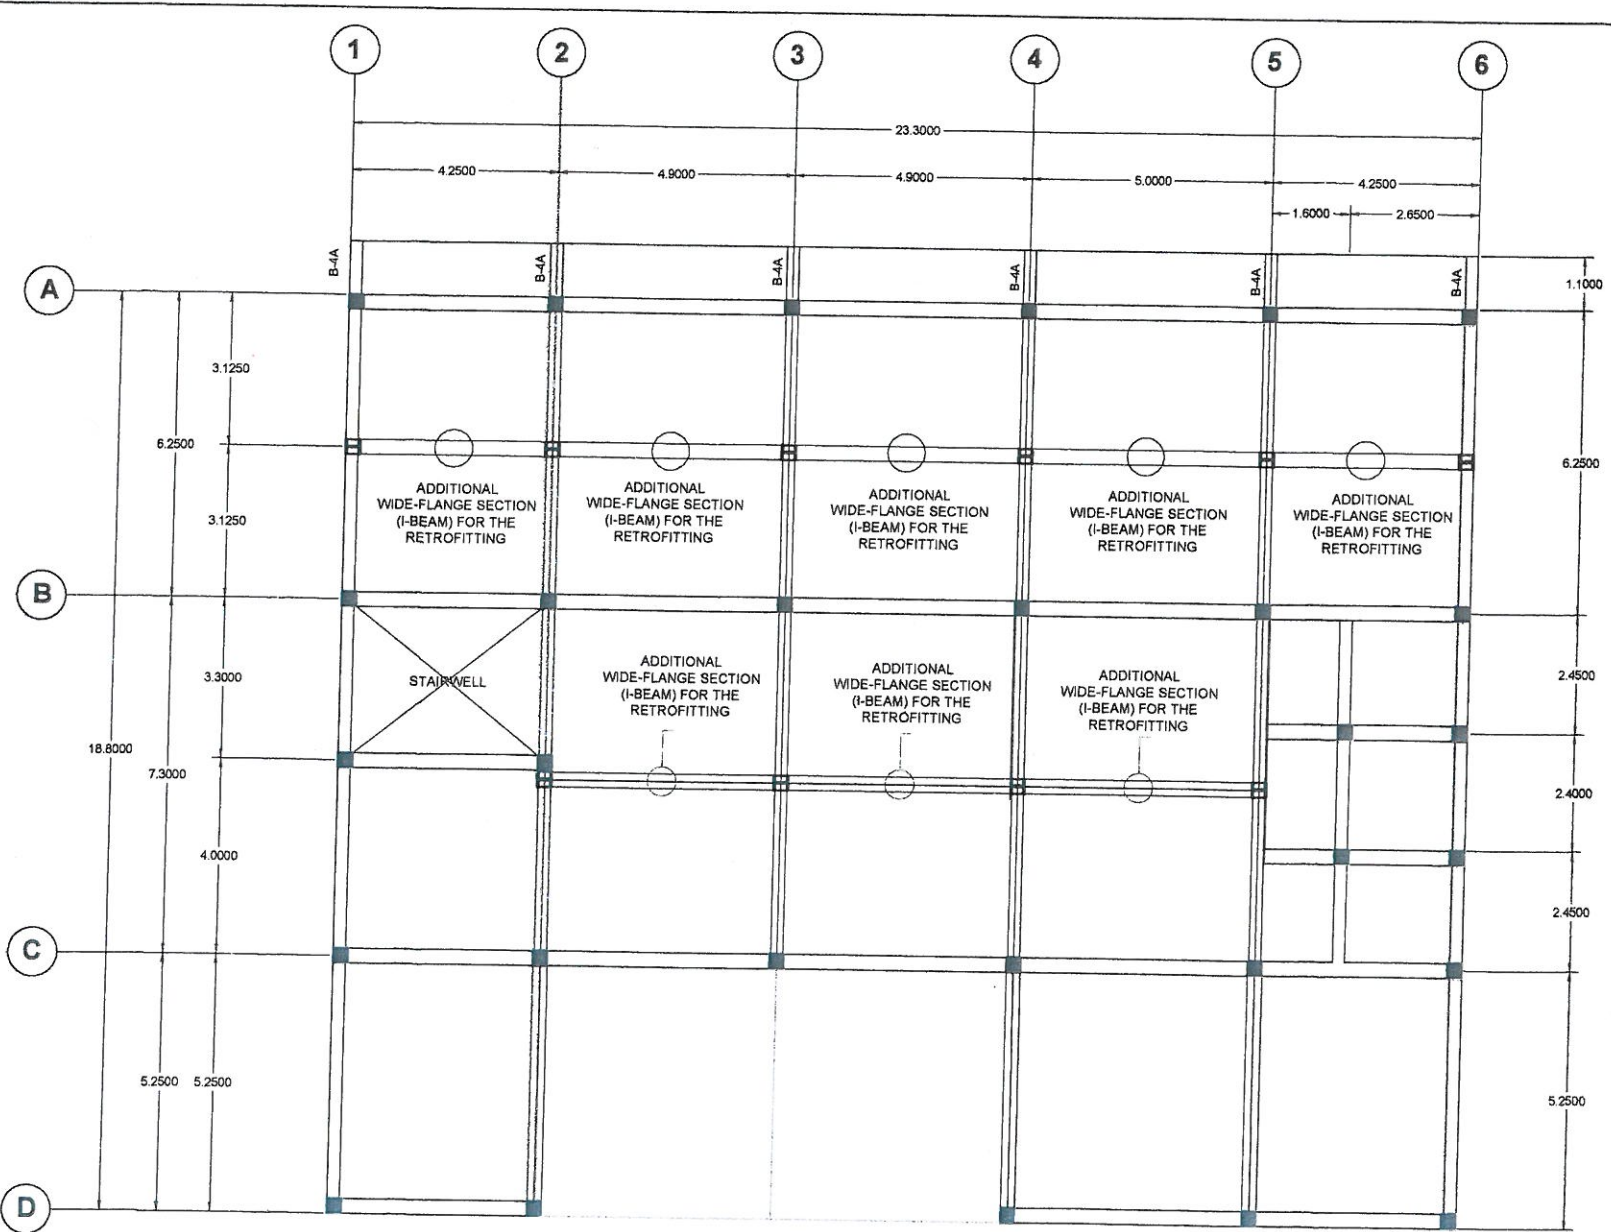 1 2 3 4 5 6
23.3000
4.2500 4.9000 4.9000 5.0000 4.2500
1.6000 2.6500
B-4A B-4A B-4A B-4A B-4A B-4A
A
1.1000
3.1250
6.2500
6.2500
3.1250
ADDITIONAL
WIDE-FLANGE SECTION
(I-BEAM) FOR THE
RETROFITTING
ADDITIONAL
WIDE-FLANGE SECTION
(I-BEAM) FOR THE
RETROFITTING
ADDITIONAL
WIDE-FLANGE SECTION
(I-BEAM) FOR THE
RETROFITTING
ADDITIONAL
WIDE-FLANGE SECTION
(I-BEAM) FOR THE
RETROFITTING
ADDITIONAL
WIDE-FLANGE SECTION
(I-BEAM) FOR THE
RETROFITTING
B
3.3000
STAIRWELL
ADDITIONAL
WIDE-FLANGE SECTION
(I-BEAM) FOR THE
RETROFITTING
ADDITIONAL
WIDE-FLANGE SECTION
(I-BEAM) FOR THE
RETROFITTING
ADDITIONAL
WIDE-FLANGE SECTION
(I-BEAM) FOR THE
RETROFITTING
2.4500
18.8000
7.3000
2.4000
4.0000
2.4500
C
5.2500 5.2500
5.2500
D